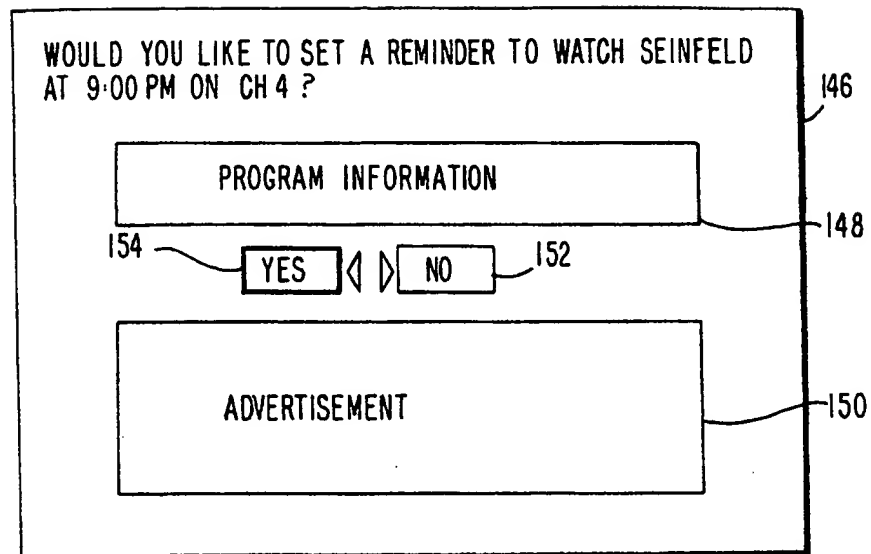 WOULD YOU LIKE TO SET A REMINDER TO WATCH SEINFELD
AT 9:00 PM ON CH 4 ?
146
PROGRAM INFORMATION
148
154
YES
NO
152
ADVERTISEMENT
150